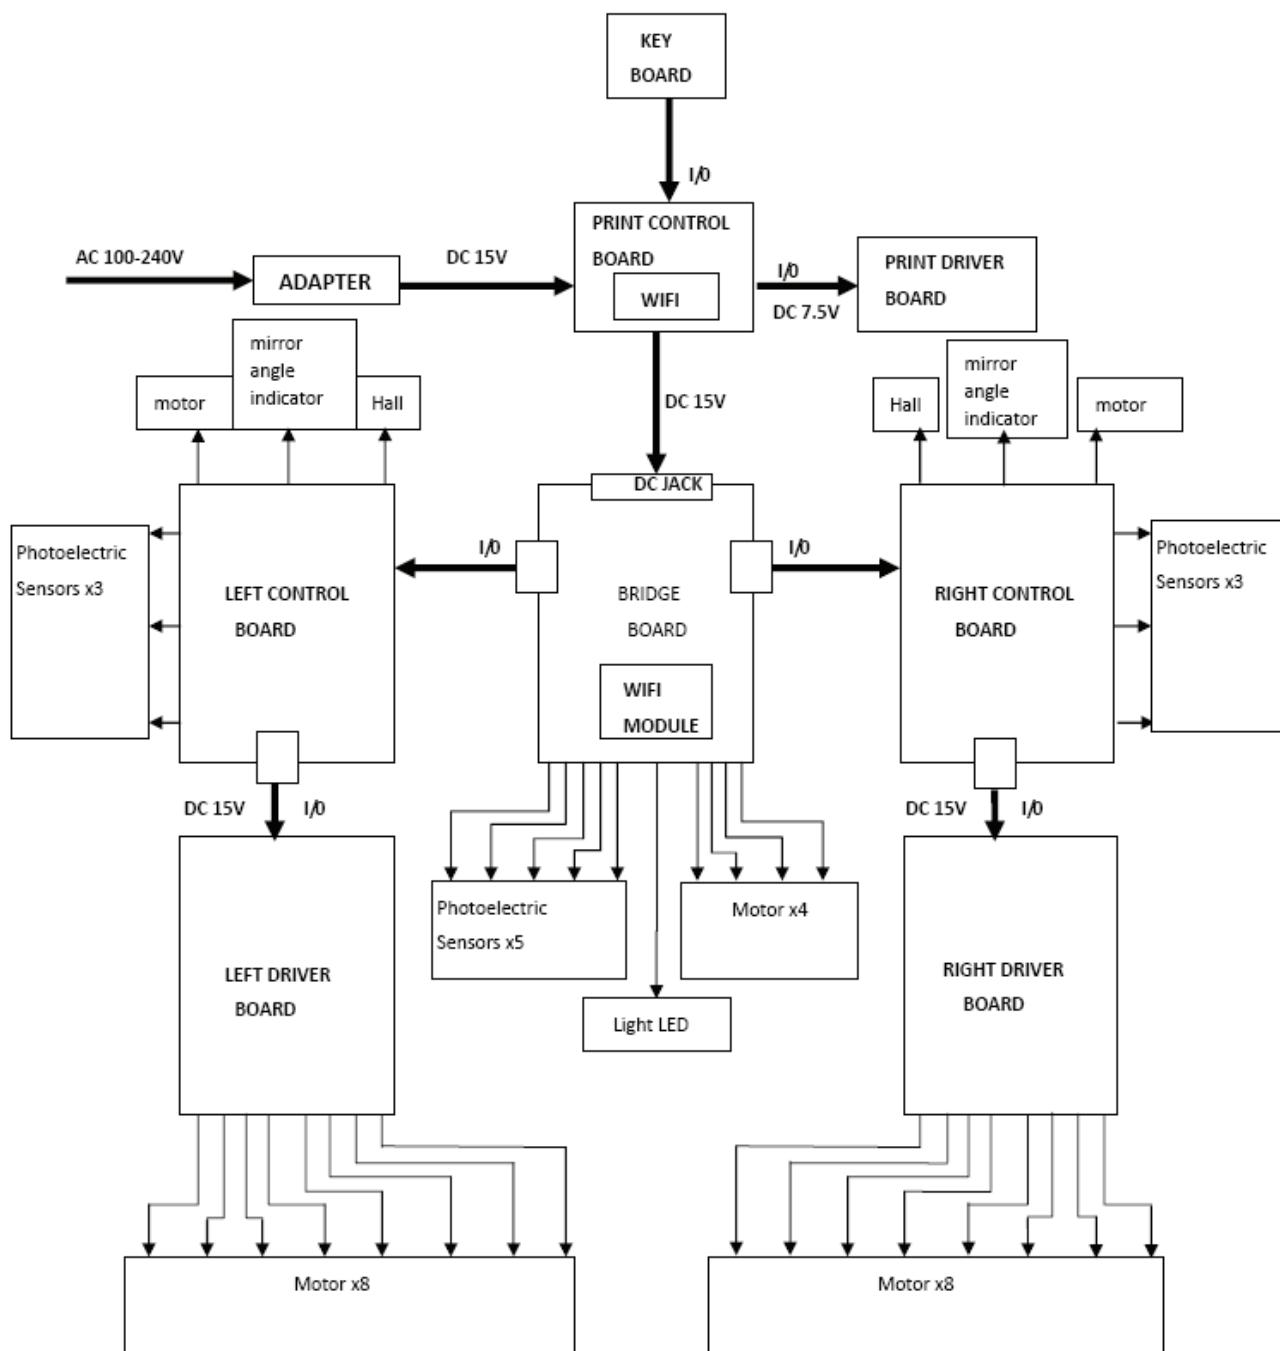 KEY
BOARD
I/0
PRINT CONTROL
BOARD
WIFI
AC 100-240V
ADAPTER
DC 15V
I/0
DC 7.5V
PRINT DRIVER
BOARD
motor
mirror
angle
indicator
Hall
DC 15V
Hall
mirror
angle
indicator
motor
DC JACK
Photoelectric
Sensors x3
LEFT CONTROL
BOARD
I/0
BRIDGE
BOARD
WIFI
MODULE
I/0
RIGHT CONTROL
BOARD
Photoelectric
Sensors x3
DC 15V
I/0
DC 15V
I/0
LEFT DRIVER
BOARD
Photoelectric
Sensors x5
Motor x4
Light LED
RIGHT DRIVER
BOARD
Motor x8
Motor x8